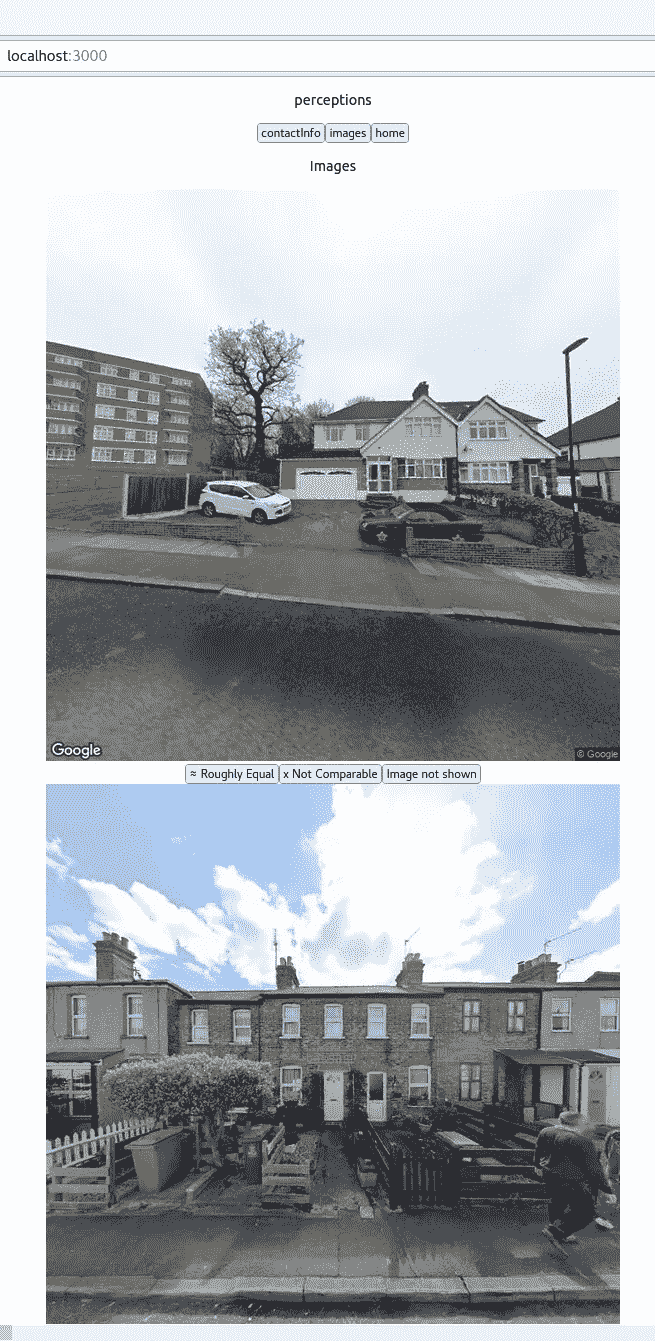 localhost:3000
perceptions
contactInfo images home
Images
Google
© Google
≈ Roughly Equal x Not Comparable Image not shown